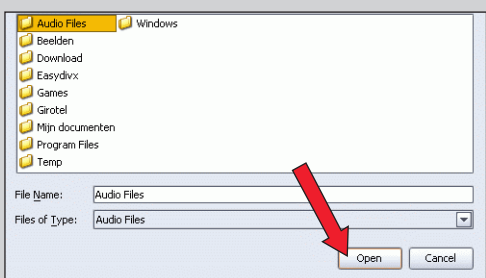 Audio Files Windows
Beelden
Download
Easydivx
Games
Girotel
Mijn documenten
Program Files
Temp
File Name: Audio Files
Files of Type: Audio Files
Open Cancel